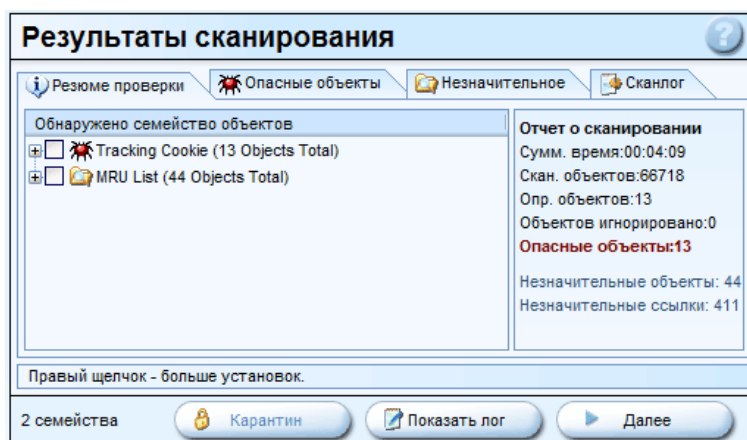 Результаты сканирования
?
Резюме проверки
Опасные объекты
Незначительное
Сканлог
Обнаружено семейство объектов
Tracking Cookie (13 Objects Total)
MRU List (44 Objects Total)
Отчет о сканировании
Сумм. время:00:04:09
Скан. объектов:66718
Опр. объектов:13
Объектов игнорировано:0
Опасные объекты:13
Незначительные объекты: 44
Незначительные ссылки: 411
Правый щелчок - больше установок.
2 семейства
Карантин
Показать лог
Далее